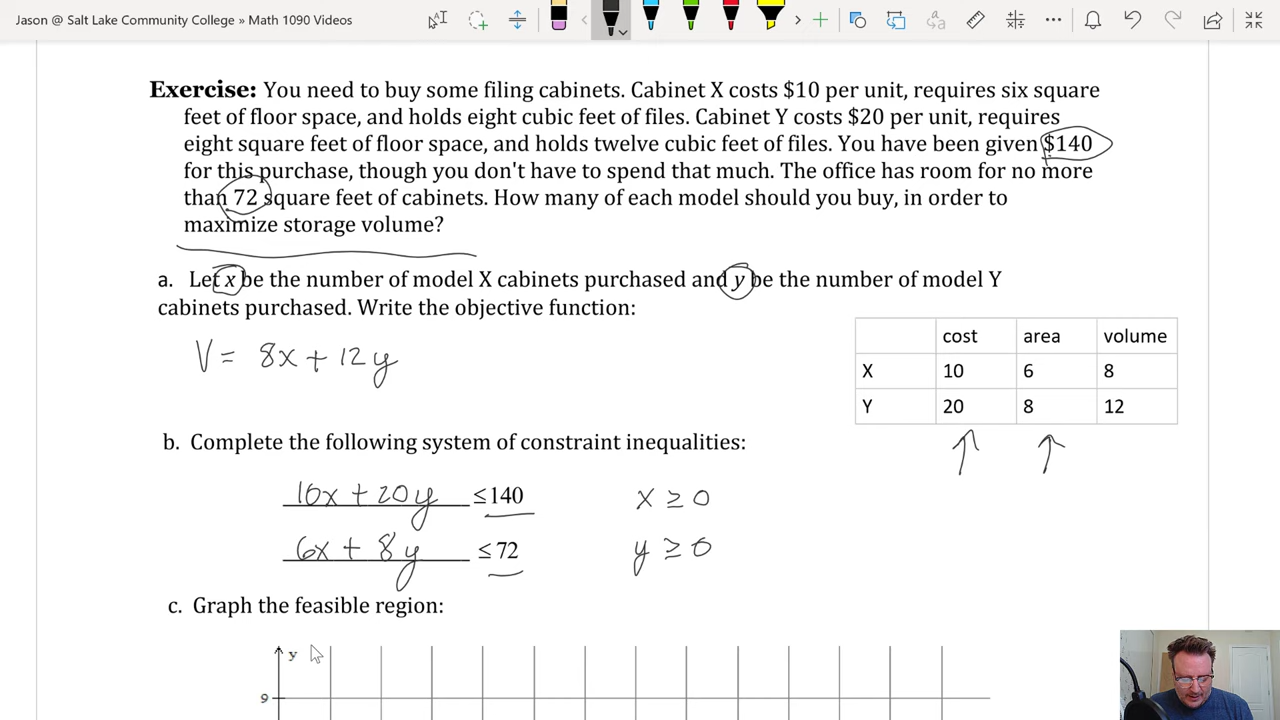 Jason @ Salt Lake Community College » Math 1090 Videos
Exercise: You need to buy some filing cabinets. Cabinet X costs $10 per unit, requires six square
feet of floor space, and holds eight cubic feet of files. Cabinet Y costs $20 per unit, requires
eight square feet of floor space, and holds twelve cubic feet of files. You have been given $140
for this purchase, though you don't have to spend that much. The office has room for no more
than 72 square feet of cabinets. How many of each model should you buy, in order to
maximize storage volume?
a. Let x be the number of model X cabinets purchased and y be the number of model Y
cabinets purchased. Write the objective function:
V = 8x + 12y
cost area volume
X 10 6 8
Y 20 8 12
b. Complete the following system of constraint inequalities:
10x + 20y ≤ 140 x ≥ 0
6x + 8y ≤ 72 y ≥ 0
c. Graph the feasible region:
y
9